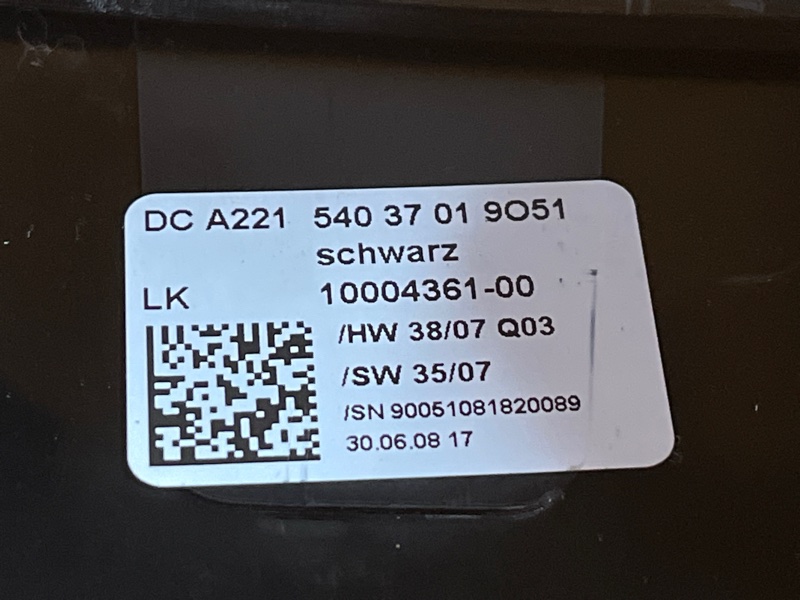 DC A221 540 37 01 9O51
schwarz
LK 10004361-00
/HW 38/07 Q03
/SW 35/07
/SN 90051081820089
30.06.08 17